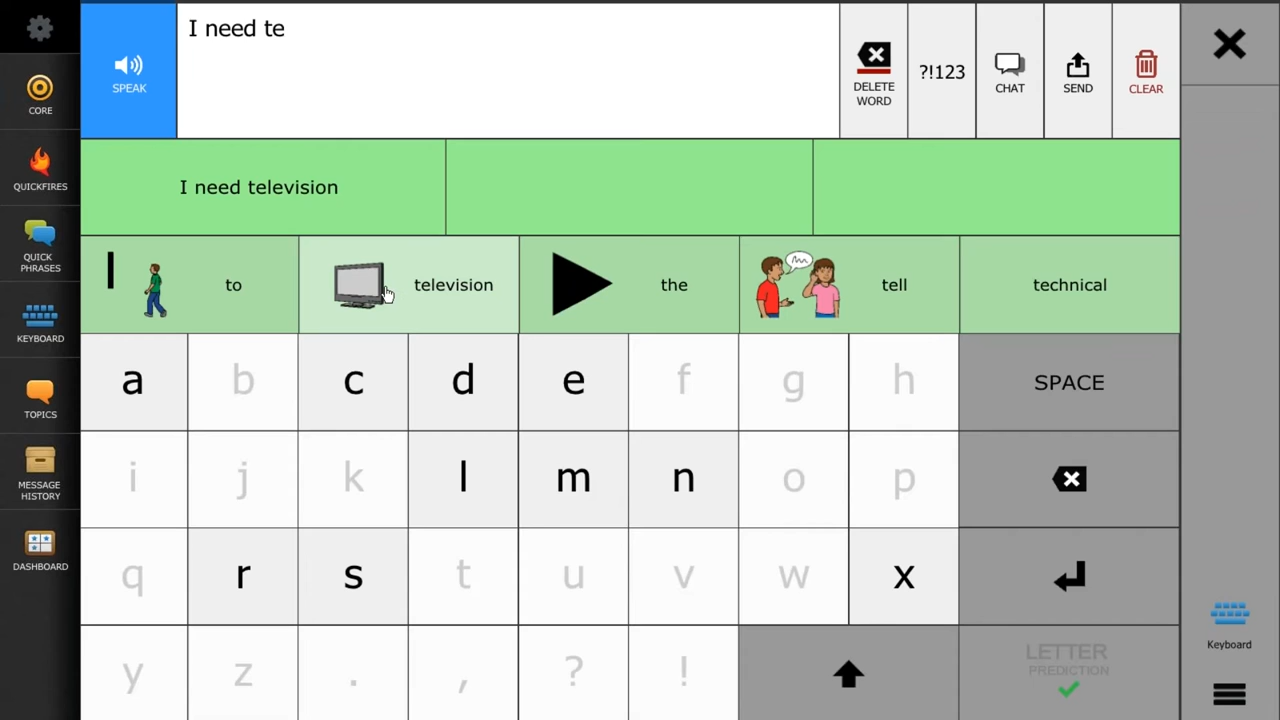 I need te
SPEAK
DELETE
WORD
?!123
CHAT
SEND
CLEAR
CORE
QUICKFIRES
QUICK
PHRASES
KEYBOARD
TOPICS
MESSAGE
HISTORY
DASHBOARD
I need television
to
television
the
tell
technical
a b c d e f g h SPACE
i j k l m n o p
q r s t u v w x
y z . , ? !
LETTER
PREDICTION
Keyboard